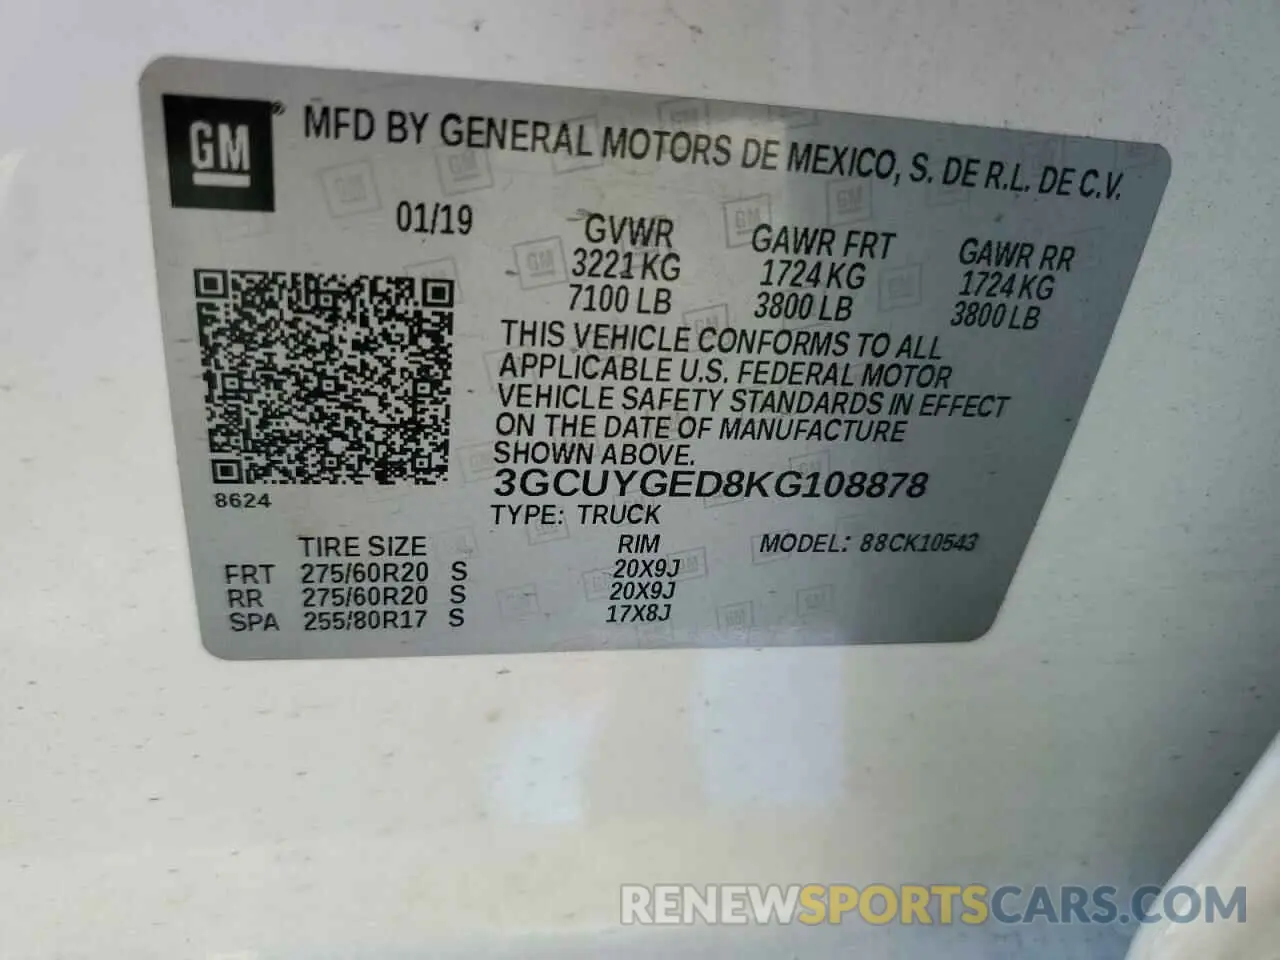 GM® MFD BY GENERAL MOTORS DE MEXICO, S. DE R.L. DE C.V.
01/19 GVWR GAWR FRT GAWR RR
3221 KG 1724 KG 1724 KG
7100 LB 3800 LB 3800 LB
THIS VEHICLE CONFORMS TO ALL
APPLICABLE U.S. FEDERAL MOTOR
VEHICLE SAFETY STANDARDS IN EFFECT
ON THE DATE OF MANUFACTURE
SHOWN ABOVE.
8624 3GCUYGED8KG108878
TYPE: TRUCK
TIRE SIZE RIM MODEL: 88CK10543
FRT 275/60R20 S 20X9J
RR 275/60R20 S 20X9J
SPA 255/80R17 S 17X8J
RENEWSPORTSCARS.COM